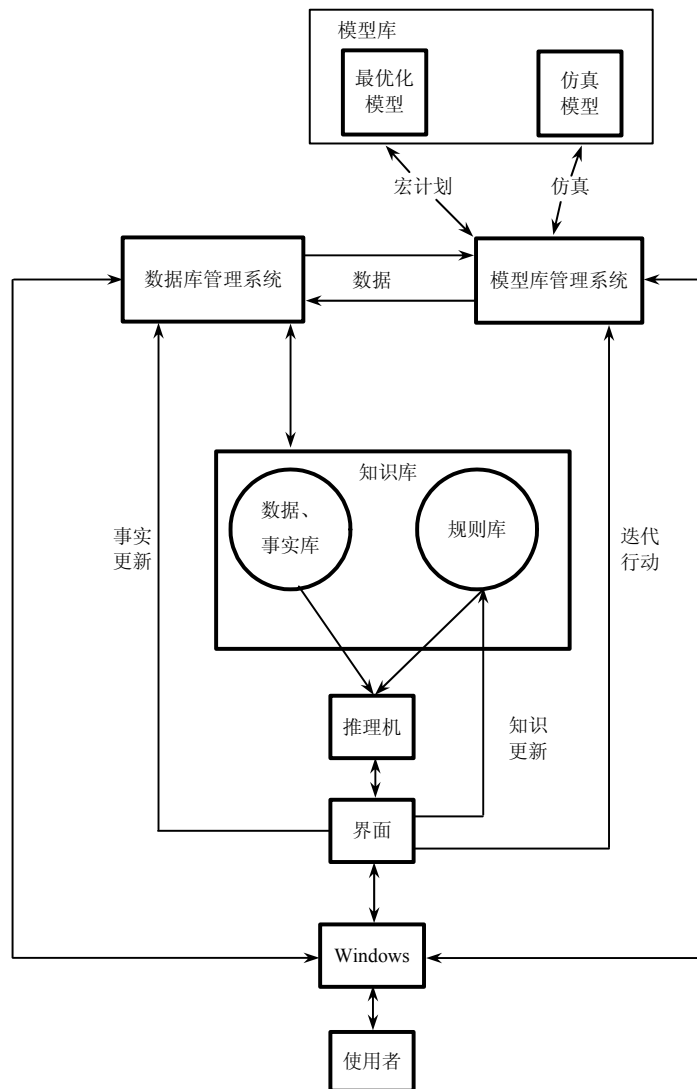 模型库
最优化
模型
仿真
模型
宏计划
仿真
数据库管理系统
数据
模型库管理系统
知识库
数据、
事实库
规则库
事实
更新
迭代
行动
推理机
知识
更新
界面
Windows
使用者